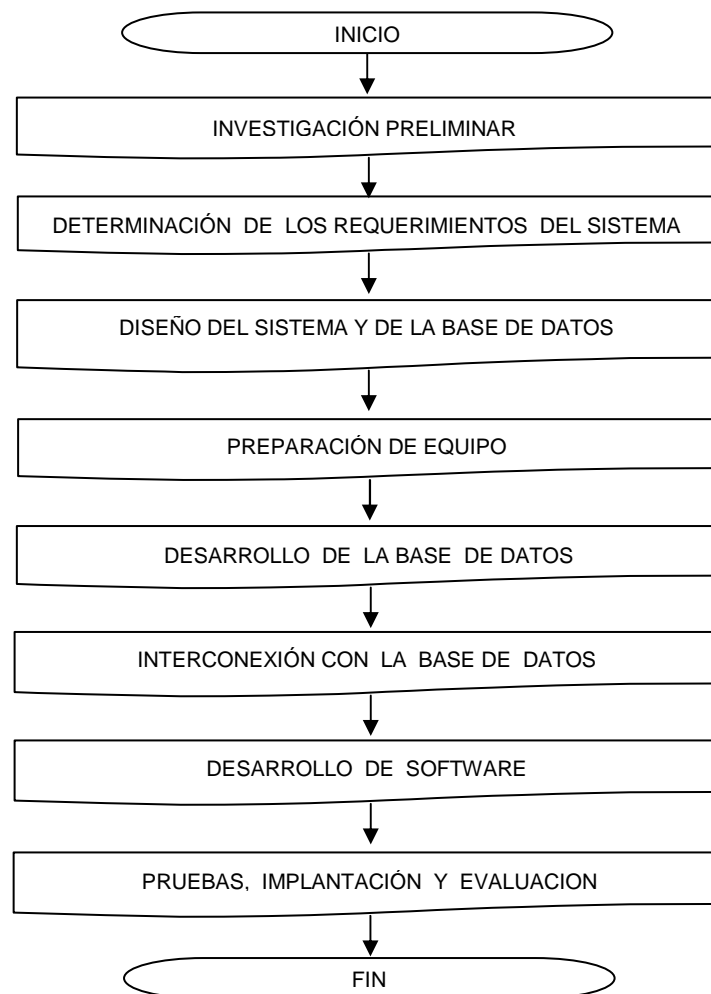 INICIO
INVESTIGACIÓN PRELIMINAR
DETERMINACIÓN DE LOS REQUERIMIENTOS DEL SISTEMA
DISEÑO DEL SISTEMA Y DE LA BASE DE DATOS
PREPARACIÓN DE EQUIPO
DESARROLLO DE LA BASE DE DATOS
INTERCONEXIÓN CON LA BASE DE DATOS
DESARROLLO DE SOFTWARE
PRUEBAS, IMPLANTACIÓN Y EVALUACION
FIN